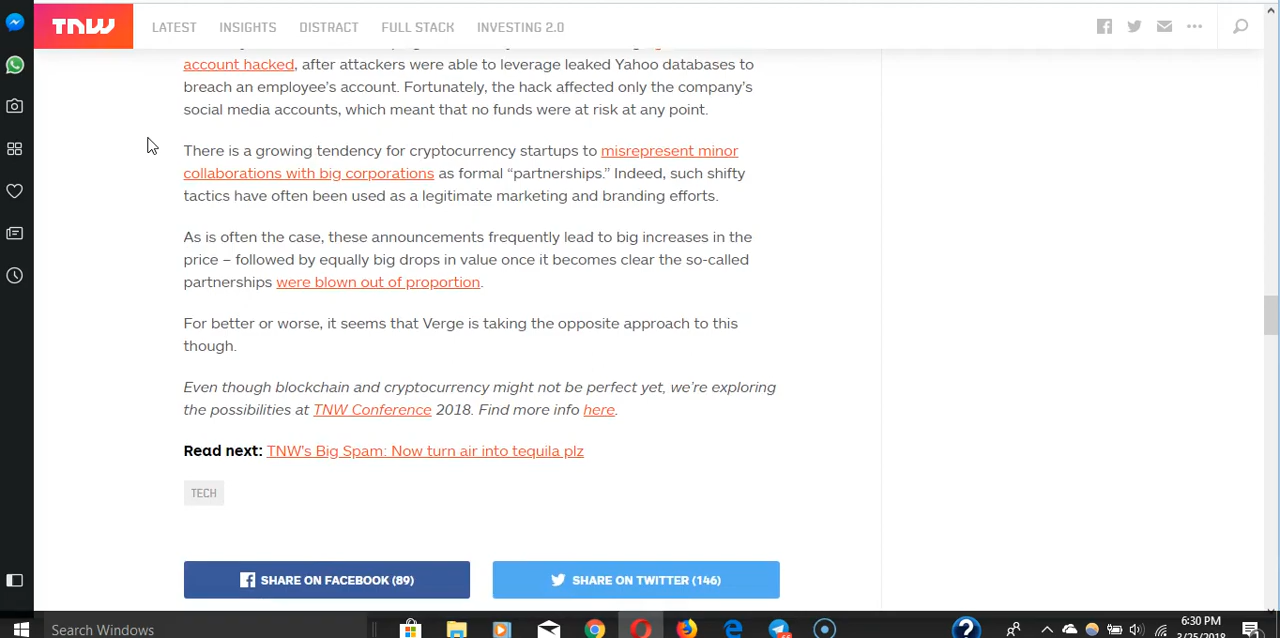 TNW LATEST INSIGHTS DISTRACT FULL STACK INVESTING 2.0
account hacked, after attackers were able to leverage leaked Yahoo databases to
breach an employee's account. Fortunately, the hack affected only the company's
social media accounts, which meant that no funds were at risk at any point.
There is a growing tendency for cryptocurrency startups to misrepresent minor
collaborations with big corporations as formal “partnerships.” Indeed, such shifty
tactics have often been used as a legitimate marketing and branding efforts.
As is often the case, these announcements frequently lead to big increases in the
price – followed by equally big drops in value once it becomes clear the so-called
partnerships were blown out of proportion.
For better or worse, it seems that Verge is taking the opposite approach to this
though.
Even though blockchain and cryptocurrency might not be perfect yet, we're exploring
the possibilities at TNW Conference 2018. Find more info here.
Read next: TNW's Big Spam: Now turn air into tequila plz
TECH
SHARE ON FACEBOOK (89) SHARE ON TWITTER (146)
Search Windows
6:30 PM
3/25/2018